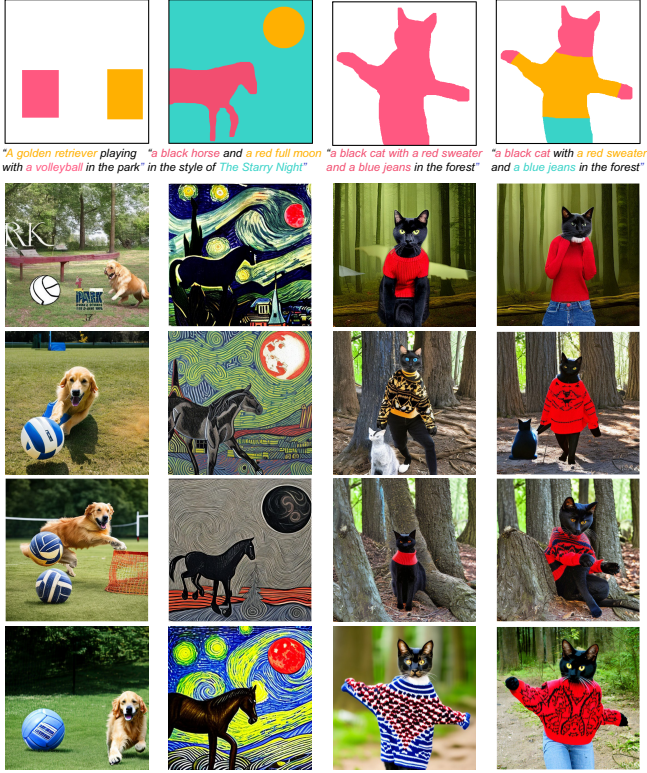 "A golden retriever playing
with a volleyball in the park"
"a black horse and a red full moon
in the style of The Starry Night"
"a black cat with a red sweater
and a blue jeans in the forest"
"a black cat with a red sweater
and a blue jeans in the forest"
RK
PARK